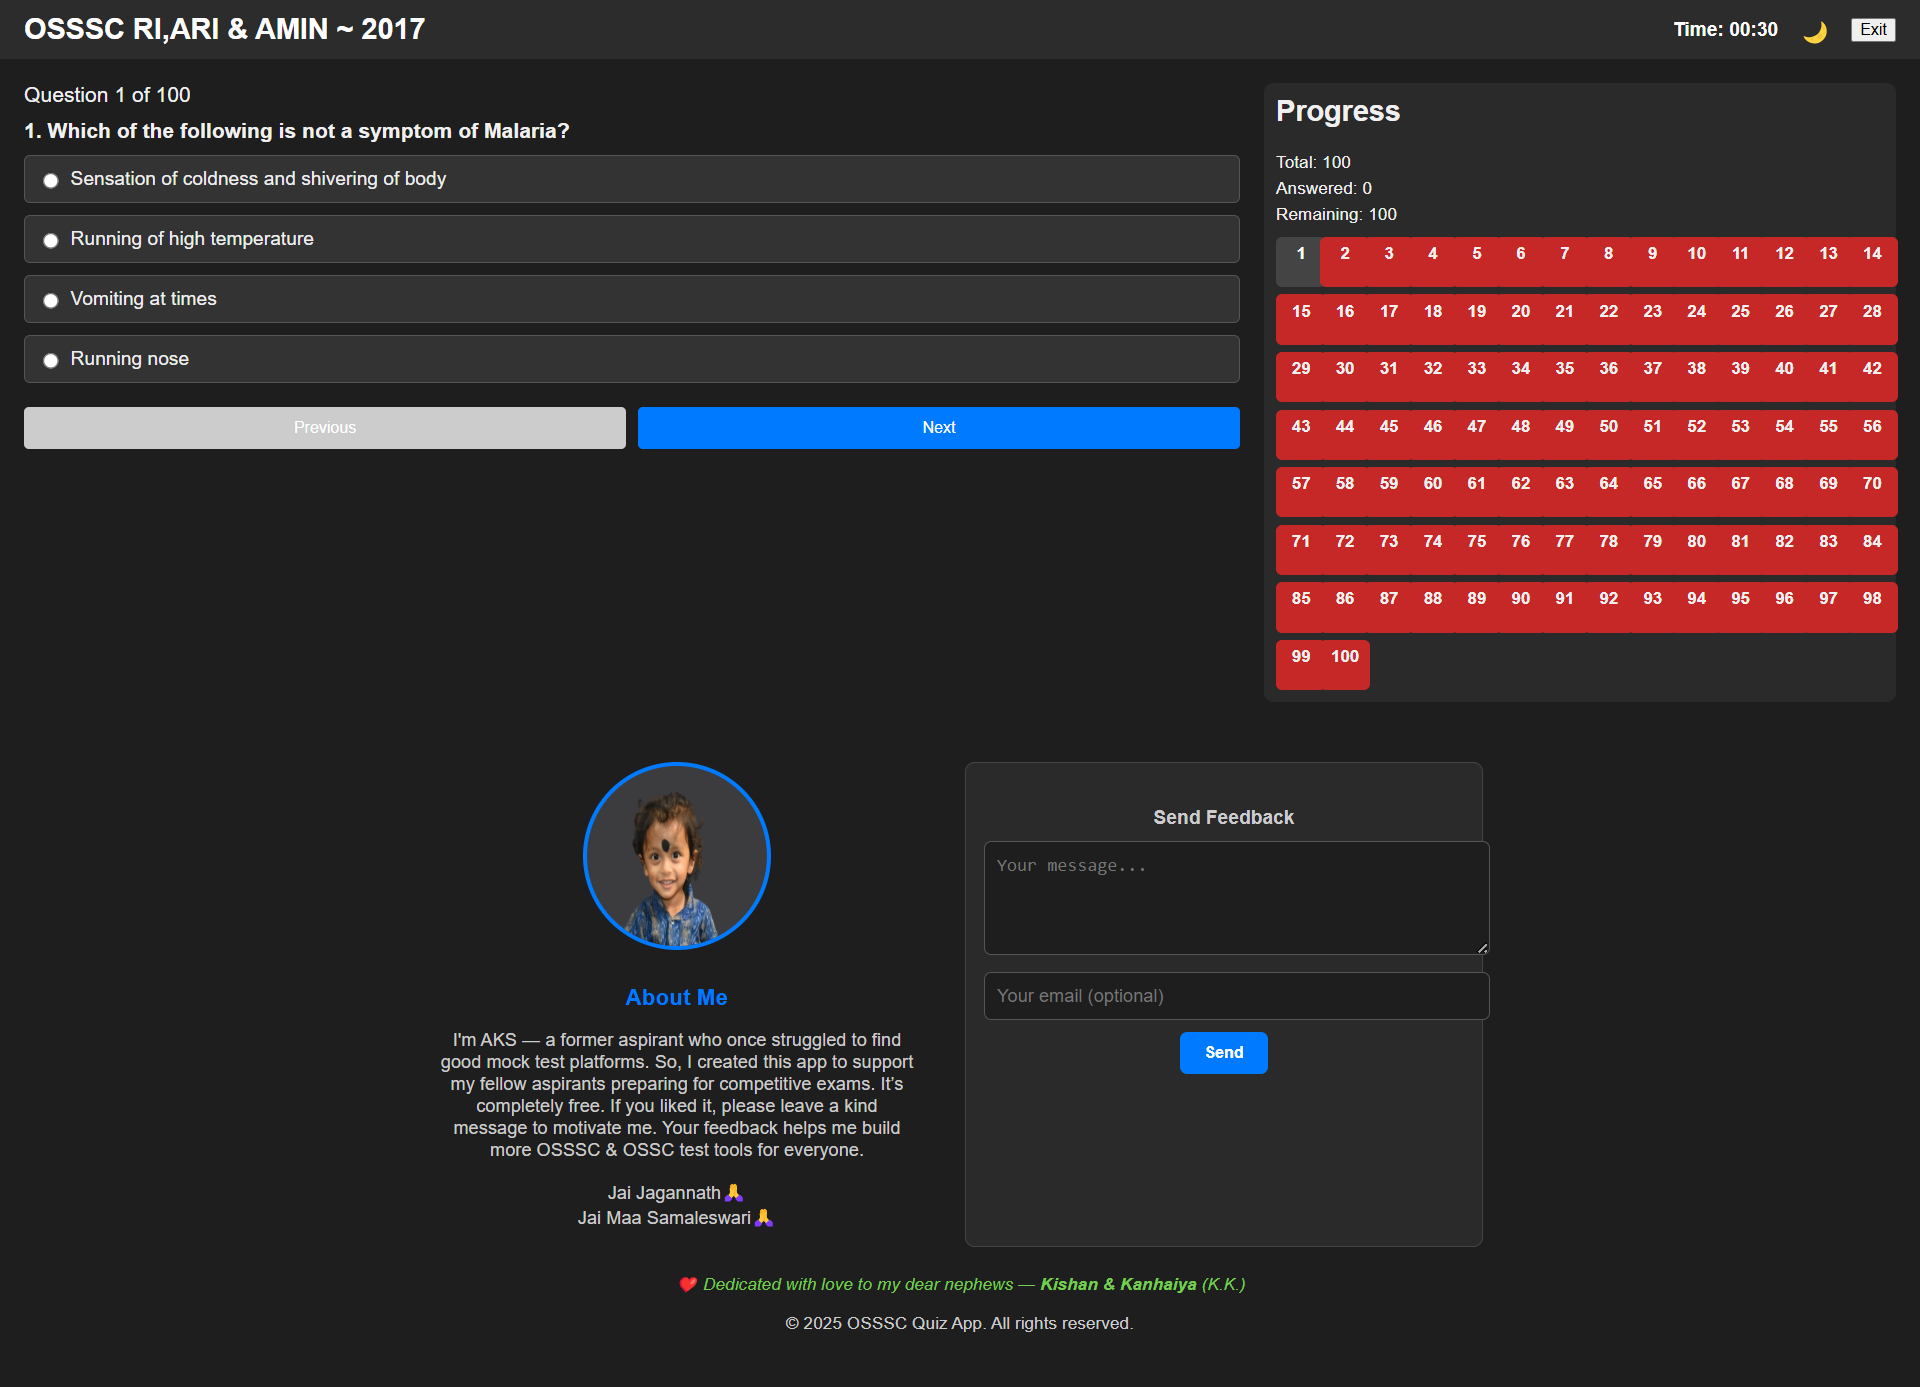 OSSSC RI,ARI & AMIN ~ 2017
Time: 00:30
Exit
Question 1 of 100
1. Which of the following is not a symptom of Malaria?
Sensation of coldness and shivering of body
Running of high temperature
Vomiting at times
Running nose
Previous
Next
Progress
Total: 100
Answered: 0
Remaining: 100
1 2 3 4 5 6 7 8 9 10 11 12 13 14
15 16 17 18 19 20 21 22 23 24 25 26 27 28
29 30 31 32 33 34 35 36 37 38 39 40 41 42
43 44 45 46 47 48 49 50 51 52 53 54 55 56
57 58 59 60 61 62 63 64 65 66 67 68 69 70
71 72 73 74 75 76 77 78 79 80 81 82 83 84
85 86 87 88 89 90 91 92 93 94 95 96 97 98
99 100
About Me
I'm AKS — a former aspirant who once struggled to find
good mock test platforms. So, I created this app to support
my fellow aspirants preparing for competitive exams. It's
completely free. If you liked it, please leave a kind
message to motivate me. Your feedback helps me build
more OSSSC & OSSC test tools for everyone.
Jai Jagannath🙏
Jai Maa Samaleswari🙏
Send Feedback
Your message...
Your email (optional)
Send
❤️ Dedicated with love to my dear nephews — Kishan & Kanhaiya (K.K.)
© 2025 OSSSC Quiz App. All rights reserved.